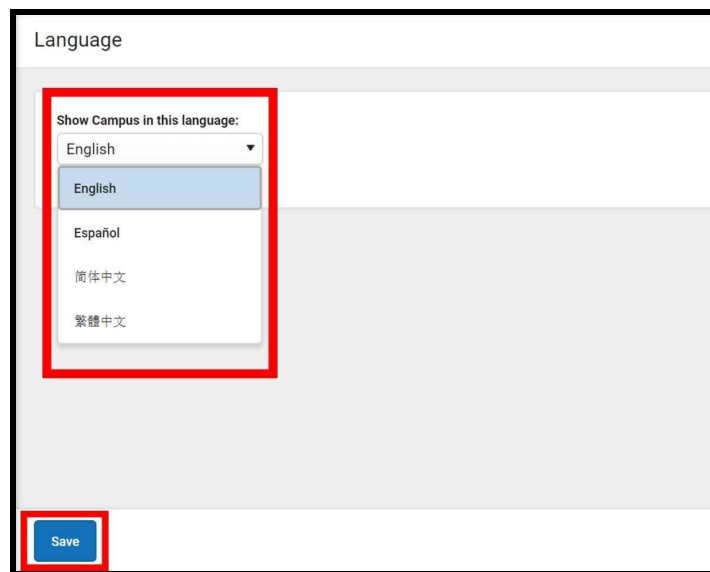 Language
Show Campus in this language:
English
English
Español
简体中文
繁體中文
Save